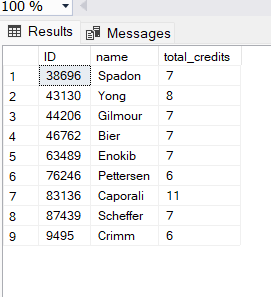 100 %
Results Messages
ID name total_credits
1 38696 Spadon 7
2 43130 Yong 8
3 44206 Gilmour 7
4 46762 Bier 7
5 63489 Enokib 7
6 76246 Pettersen 6
7 83136 Caporali 11
8 87439 Scheffer 7
9 9495 Crimm 6